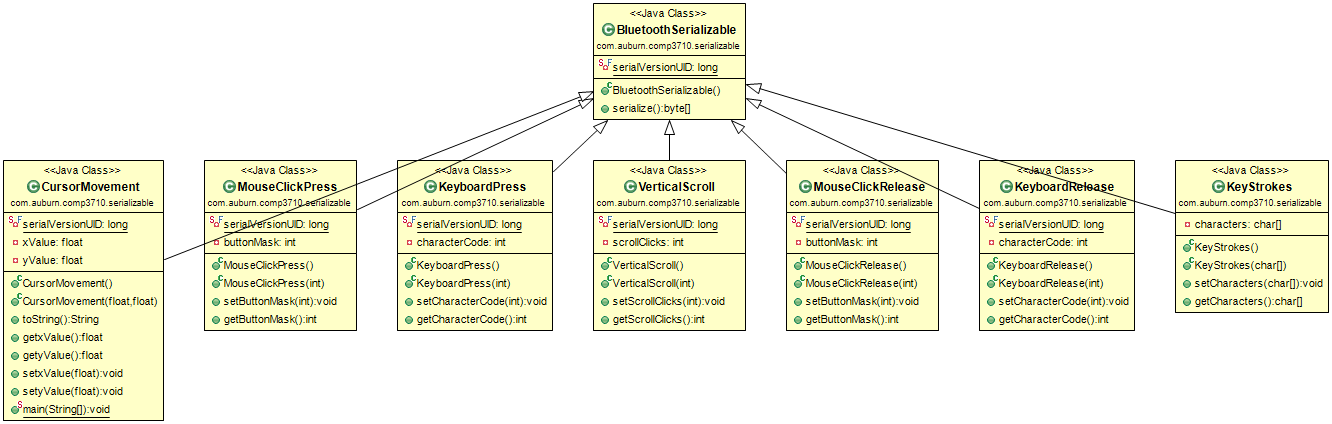 <<Java Class>>
BluetoothSerializable
com.auburn.comp3710.serializable
serialVersionUID: long
BluetoothSerializable()
serialize():byte[]
<<Java Class>>
CursorMovement
com.auburn.comp3710.serializable
serialVersionUID: long
xValue: float
yValue: float
CursorMovement()
CursorMovement(float,float)
toString():String
getxValue():float
getyValue():float
setxValue(float):void
setyValue(float):void
main(String[]):void
<<Java Class>>
MouseClickPress
com.auburn.comp3710.serializable
serialVersionUID: long
buttonMask: int
MouseClickPress()
MouseClickPress(int)
setButtonMask(int):void
getButtonMask():int
<<Java Class>>
KeyboardPress
com.auburn.comp3710.serializable
serialVersionUID: long
characterCode: int
KeyboardPress()
KeyboardPress(int)
setCharacterCode(int):void
getCharacterCode():int
<<Java Class>>
VerticalScroll
com.auburn.comp3710.serializable
serialVersionUID: long
scrollClicks: int
VerticalScroll()
VerticalScroll(int)
setScrollClicks(int):void
getScrollClicks():int
<<Java Class>>
MouseClickRelease
com.auburn.comp3710.serializable
serialVersionUID: long
buttonMask: int
MouseClickRelease()
MouseClickRelease(int)
setButtonMask(int):void
getButtonMask():int
<<Java Class>>
KeyboardRelease
com.auburn.comp3710.serializable
serialVersionUID: long
characterCode: int
KeyboardRelease()
KeyboardRelease(int)
setCharacterCode(int):void
getCharacterCode():int
<<Java Class>>
KeyStrokes
com.auburn.comp3710.serializable
characters: char[]
KeyStrokes()
KeyStrokes(char[])
setCharacters(char[]):void
getCharacters():char[]